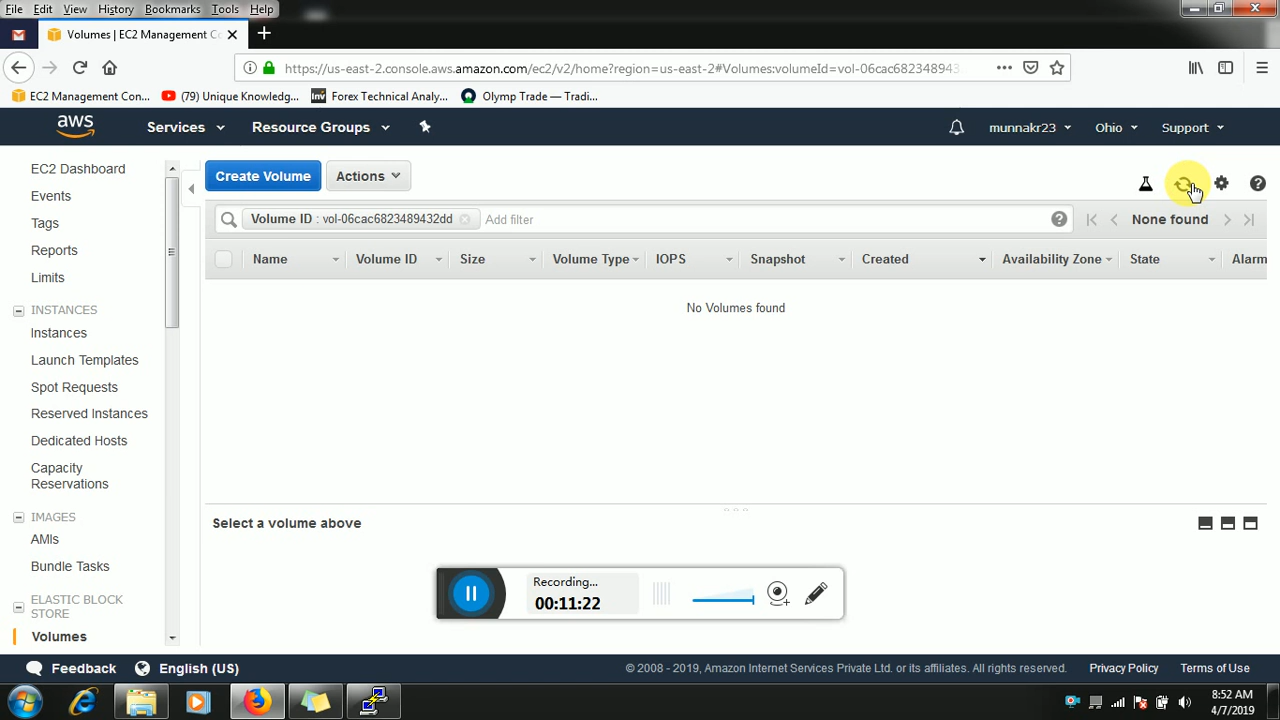 File Edit View History Bookmarks Tools Help
Volumes | EC2 Management Co
https://us-east-2.console.aws.amazon.com/ec2/v2/home?region=us-east-2#Volumes:volumeId=vol-06cac682348943
EC2 Management Con... (79) Unique Knowledg... Inv Forex Technical Analy... Olymp Trade — Tradi...
aws Services Resource Groups munnakr23 Ohio Support
EC2 Dashboard
Events
Tags
Reports
Limits
INSTANCES
Instances
Launch Templates
Spot Requests
Reserved Instances
Dedicated Hosts
Capacity
Reservations
IMAGES
AMIs
Bundle Tasks
ELASTIC BLOCK
STORE
Volumes
Create Volume Actions
Volume ID : vol-06cac6823489432dd Add filter None found
Name Volume ID Size Volume Type IOPS Snapshot Created Availability Zone State Alarm
No Volumes found
Select a volume above
Recording...
00:11:22
Feedback English (US) © 2008 - 2019, Amazon Internet Services Private Ltd. or its affiliates. All rights reserved. Privacy Policy Terms of Use
8:52 AM
4/7/2019